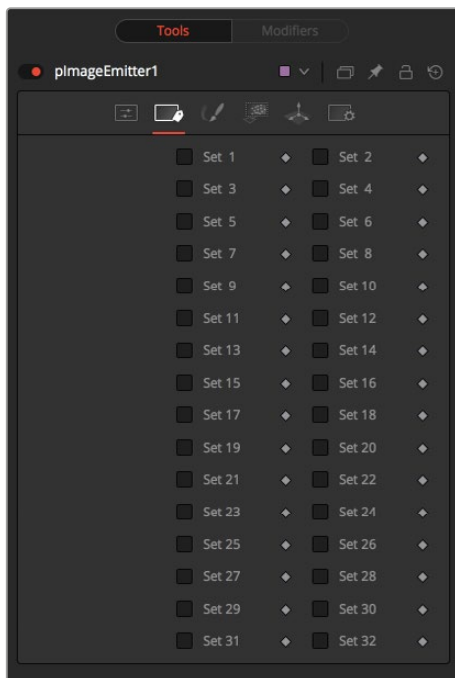 Tools Modifiers
pImageEmitter1
Set 1 Set 2
Set 3 Set 4
Set 5 Set 6
Set 7 Set 8
Set 9 Set 10
Set 11 Set 12
Set 13 Set 14
Set 15 Set 16
Set 17 Set 18
Set 19 Set 20
Set 21 Set 22
Set 23 Set 24
Set 25 Set 26
Set 27 Set 28
Set 29 Set 30
Set 31 Set 32